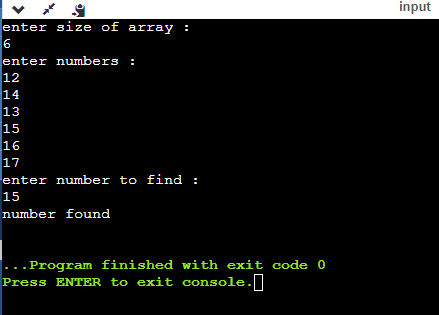 input
enter size of array :
6
enter numbers :
12
14
13
15
16
17
enter number to find :
15
number found
...Program finished with exit code 0
Press ENTER to exit console.